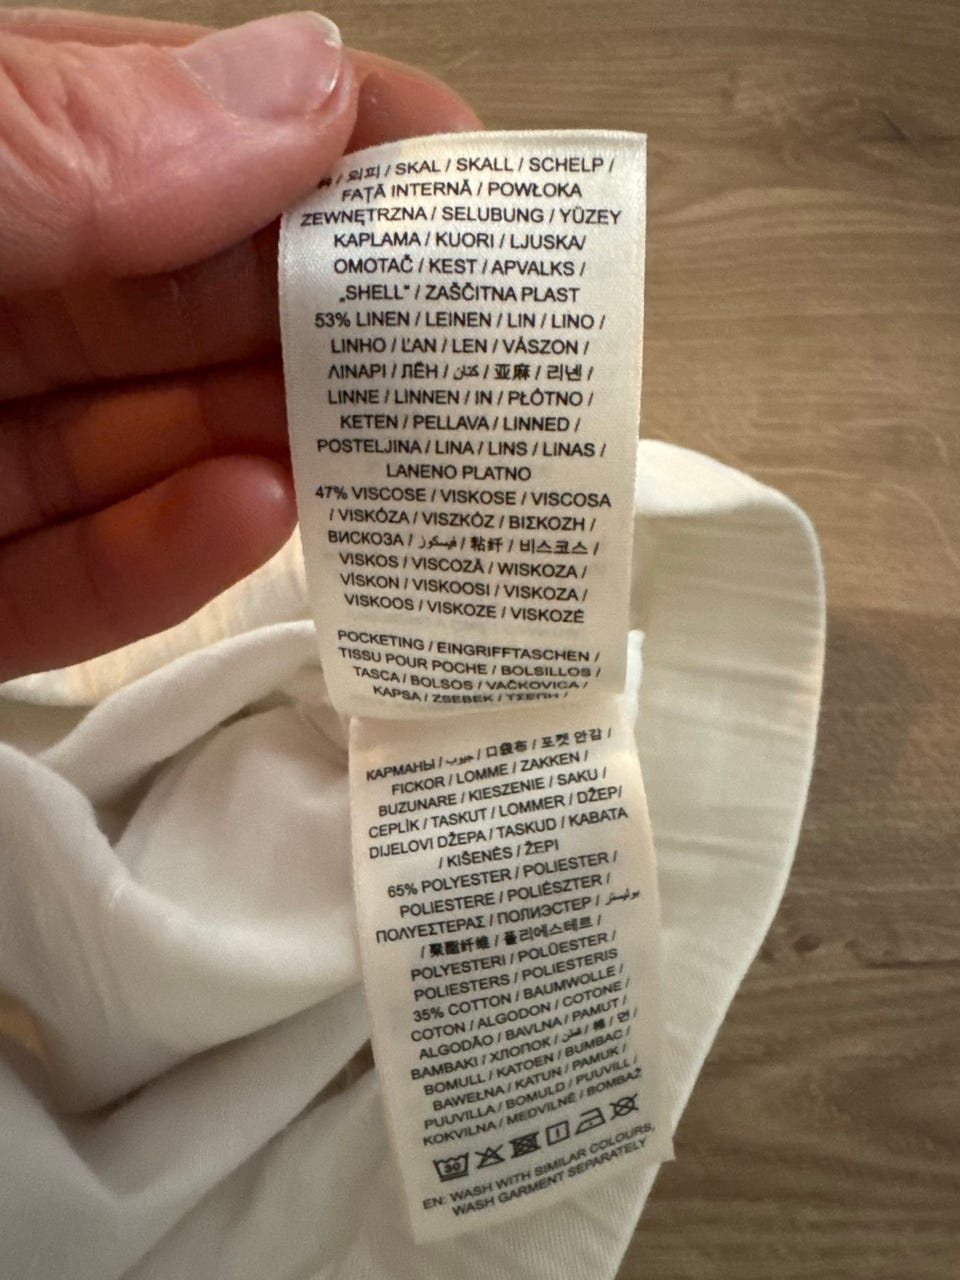 / 외피 / SKAL / SKALL / SCHELP /
FAȚĂ INTERNĂ / POWŁOKA
ZEWNĘTRZNA / SELUBUNG / YÜZEY
KAPLAMA / KUORI / LJUSKA/
OMOTAČ / KEST / APVALKS /
„SHELL“ / ZAŠČITNA PLAST
53% LINEN / LEINEN / LIN / LINO /
LINHO / ĽAN / LEN / VÁSZON /
ΛΙΝΑΡΙ / ЛЁН / كتان / 亚麻 / 리넨 /
LINNE / LINNEN / IN / PŁÓTNO /
KETEN / PELLAVA / LINNED /
POSTELJINA / LINA / LINS / LINAS /
LANENO PLATNO
47% VISCOSE / VISKOSE / VISCOSA
/ VISKÓZA / VISZKÓZ / ΒΙΣΚΟΖΗ /
ВИСКОЗА / فيسكوز / 粘纤 / 비스코스 /
VISKOS / VISCOZĂ / WISKOZA /
VİSKON / VISKOOSI / VISKOZA /
VISKOOS / VISKOZE / VISKOZĖ
POCKETING / EINGRIFFTASCHEN /
TISSU POUR POCHE / BOLSILLOS /
TASCA / BOLSOS / VAČKOVICA /
KAPSA / ZSEBEK / ΤΣΕΠΗ /
КАРМАНЫ / جيوب / 口袋布 / 포켓 안감 /
FICKOR / LOMME / ZAKKEN /
BUZUNARE / KIESZENIE / SAKU /
CEPLİK / TASKUT / LOMMER / DŽEP/
DIJELOVI DŽEPA / TASKUD / KABATA
/ KIŠENĖS / ŽEPI
65% POLYESTER / POLIESTER /
POLIESTERE / POLIÉSZTER /
ΠΟΛΥΕΣΤΕΡΑΣ / ПОЛИЭСТЕР / بوليستر
/ 聚酯纤维 / 폴리에스테르 /
POLYESTERI / POLÜESTER /
POLIESTERS / POLIESTERIS
35% COTTON / BAUMWOLLE /
COTON / ALGODON / COTONE /
ALGODÃO / BAVLNA / PAMUT /
BAMBAKI / ХЛОПОК / قطن / 棉 / 면 /
BOMULL / KATOEN / BUMBAC /
BAWEŁNA / KATUN / PAMUK /
PUUVILLA / BOMULD / PUUVILL /
KOKVILNA / MEDVILNĖ / BOMBAŽ
30
EN: WASH WITH SIMILAR COLOURS,
WASH GARMENT SEPARATELY